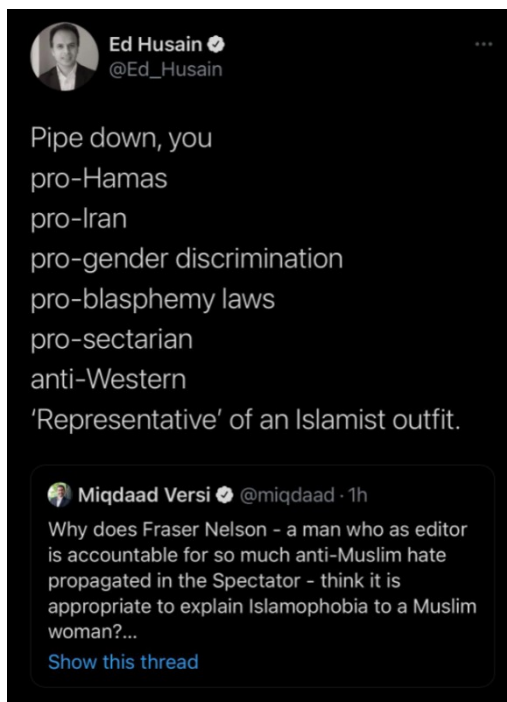 Ed Husain
@Ed_Husain
Pipe down, you
pro-Hamas
pro-Iran
pro-gender discrimination
pro-blasphemy laws
pro-sectarian
anti-Western
‘Representative’ of an Islamist outfit.
Miqdaad Versi @miqdaad · 1h
Why does Fraser Nelson - a man who as editor
is accountable for so much anti-Muslim hate
propagated in the Spectator - think it is
appropriate to explain Islamophobia to a Muslim
woman?...
Show this thread